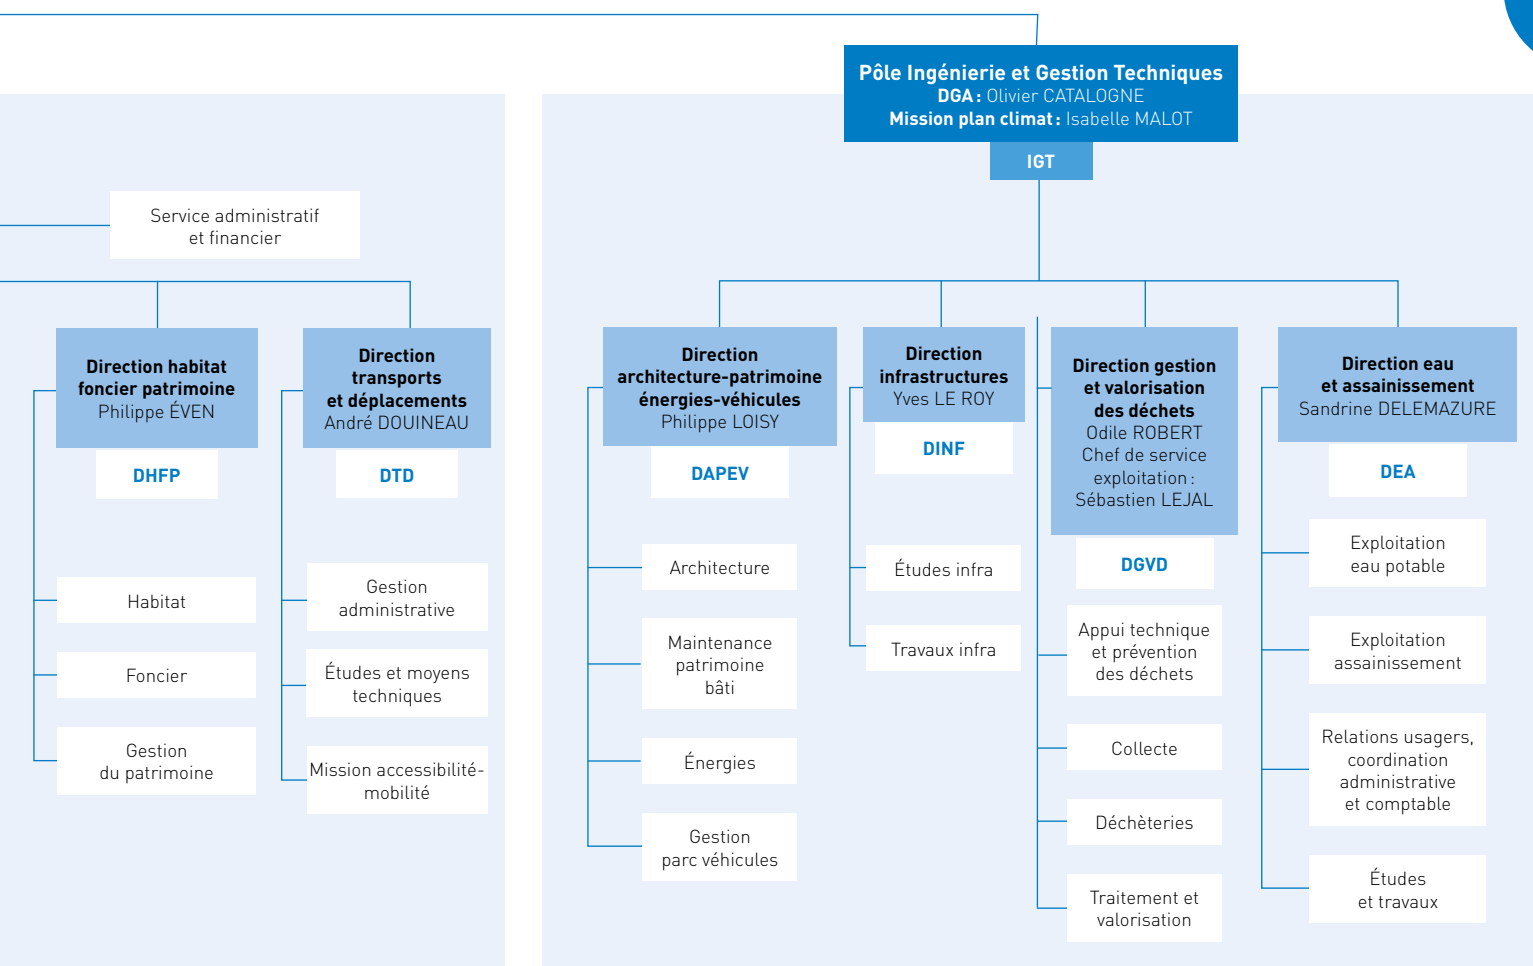 Pôle Ingénierie et Gestion Techniques
DGA : Olivier CATALOGNE
Mission plan climat : Isabelle MALOT
IGT
Service administratif
et financier
Direction habitat
foncier patrimoine
Philippe ÉVEN
DHFP
Habitat
Foncier
Gestion
du patrimoine
Direction
transports
et déplacements
André DOUINEAU
DTD
Gestion
administrative
Études et moyens
techniques
Mission accessibilité-
mobilité
Direction
architecture-patrimoine
énergies-véhicules
Philippe LOISY
DAPEV
Architecture
Maintenance
patrimoine
bâti
Énergies
Gestion
parc véhicules
Direction
infrastructures
Yves LE ROY
DINF
Études infra
Travaux infra
Direction gestion
et valorisation
des déchets
Odile ROBERT
Chef de service
exploitation :
Sébastien LEJAL
DGVD
Appui technique
et prévention
des déchets
Collecte
Déchèteries
Traitement et
valorisation
Direction eau
et assainissement
Sandrine DELEMAZURE
DEA
Exploitation
eau potable
Exploitation
assainissement
Relations usagers,
coordination
administrative
et comptable
Études
et travaux